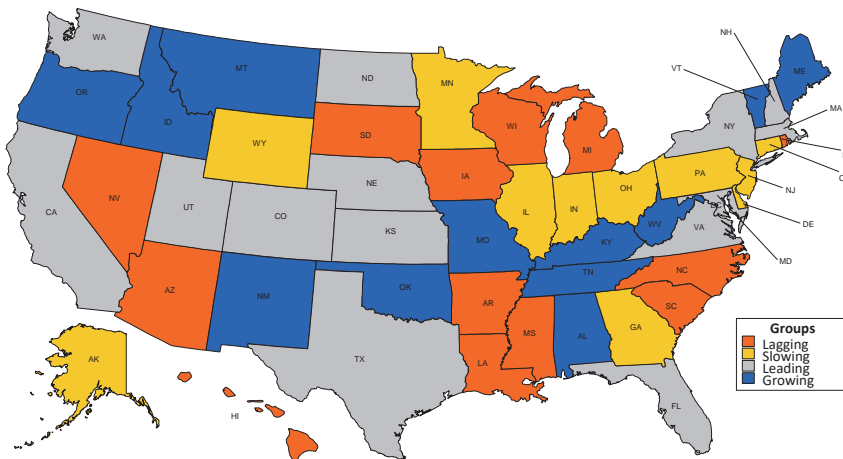 WA
NH
VT
ME
MT
ND
MN
OR
MA
ID
WI
SD
NY
WY
MI
IA
PA
NE
NJ
NV
OH
IL
IN
UT
DE
CA
CO
WV
VA
KS
MO
KY
MD
NC
TN
AZ
OK
NM
AR
SC
MS
AL
GA
TX
LA
AK
FL
HI
Groups
Lagging
Slowing
Leading
Growing